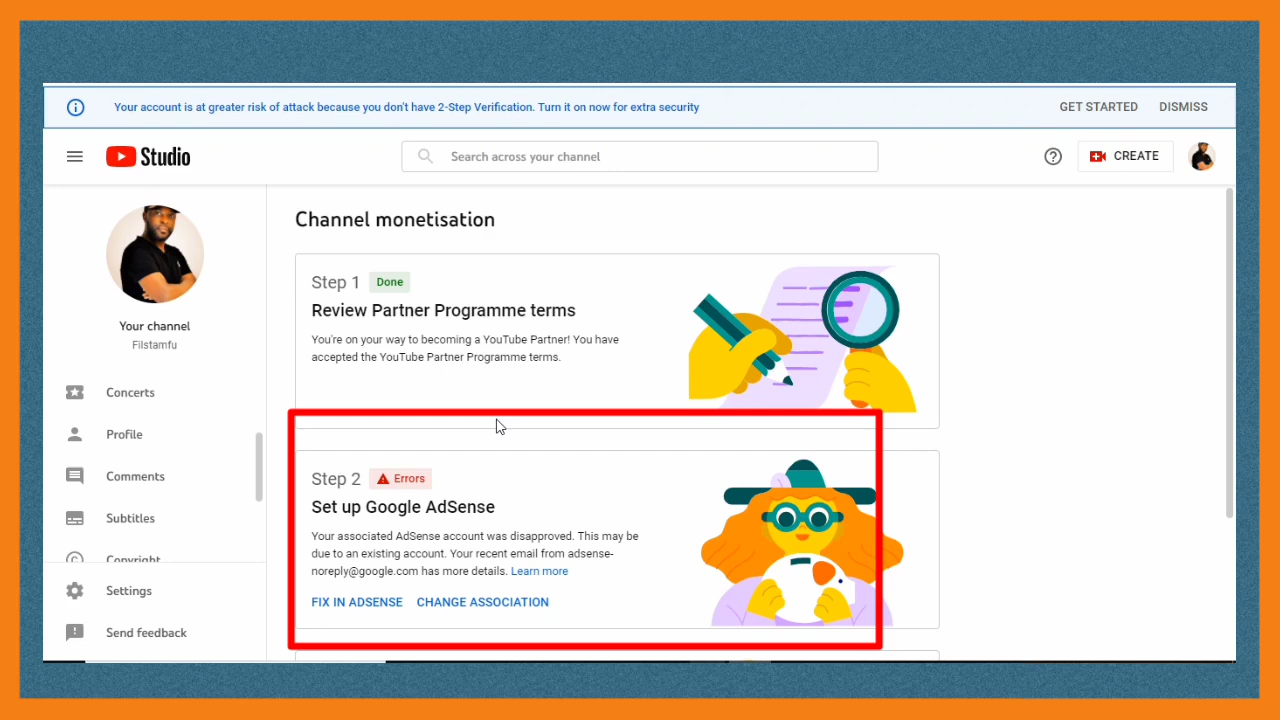 Your account is at greater risk of attack because you don't have 2-Step Verification. Turn it on now for extra security
GET STARTED
DISMISS
Studio
Search across your channel
CREATE
Your channel
Filstamfu
Concerts
Profile
Comments
Subtitles
Copyright
Settings
Send feedback
Channel monetisation
Step 1
Done
Review Partner Programme terms
You're on your way to becoming a YouTube Partner! You have
accepted the YouTube Partner Programme terms.
Step 2
Errors
Set up Google AdSense
Your associated AdSense account was disapproved. This may be
due to an existing account. Your recent email from adsense-
noreply@google.com has more details. Learn more
FIX IN ADSENSE
CHANGE ASSOCIATION